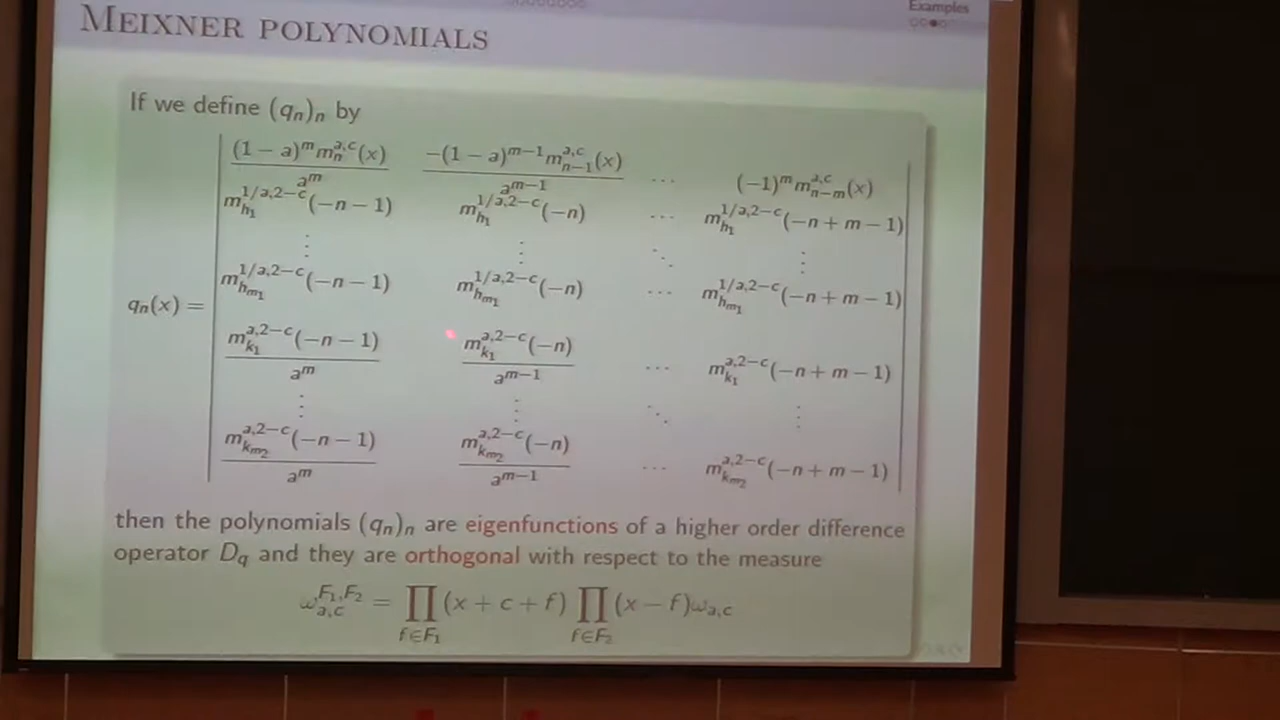 Examples
MEIXNER POLYNOMIALS
If we define (qₙ)ₙ by
(1 − a)^m m_n^{a,c}(x) / a^m   −(1 − a)^{m−1} m_{n−1}^{a,c}(x) / a^{m−1}   ⋯   (−1)^m m_{n−m}^{a,c}(x)
m_{h_1}^{1/a,2−c}(−n − 1)   m_{h_1}^{1/a,2−c}(−n)   ⋯   m_{h_1}^{1/a,2−c}(−n + m − 1)
⋮   ⋮   ⋱   ⋮
m_{h_{m_1}}^{1/a,2−c}(−n − 1)   m_{h_{m_1}}^{1/a,2−c}(−n)   ⋯   m_{h_{m_1}}^{1/a,2−c}(−n + m − 1)
qₙ(x) =
m_{k_1}^{a,2−c}(−n − 1) / a^m   m_{k_1}^{a,2−c}(−n) / a^{m−1}   ⋯   m_{k_1}^{a,2−c}(−n + m − 1)
⋮   ⋮   ⋱   ⋮
m_{k_{m_2}}^{a,2−c}(−n − 1) / a^m   m_{k_{m_2}}^{a,2−c}(−n) / a^{m−1}   ⋯   m_{k_{m_2}}^{a,2−c}(−n + m − 1)
then the polynomials (qₙ)ₙ are eigenfunctions of a higher order difference
operator D_q and they are orthogonal with respect to the measure
ω_{a,c}^{F_1,F_2} = ∏_{f∈F_1} (x + c + f) ∏_{f∈F_2} (x − f)ω_{a,c}